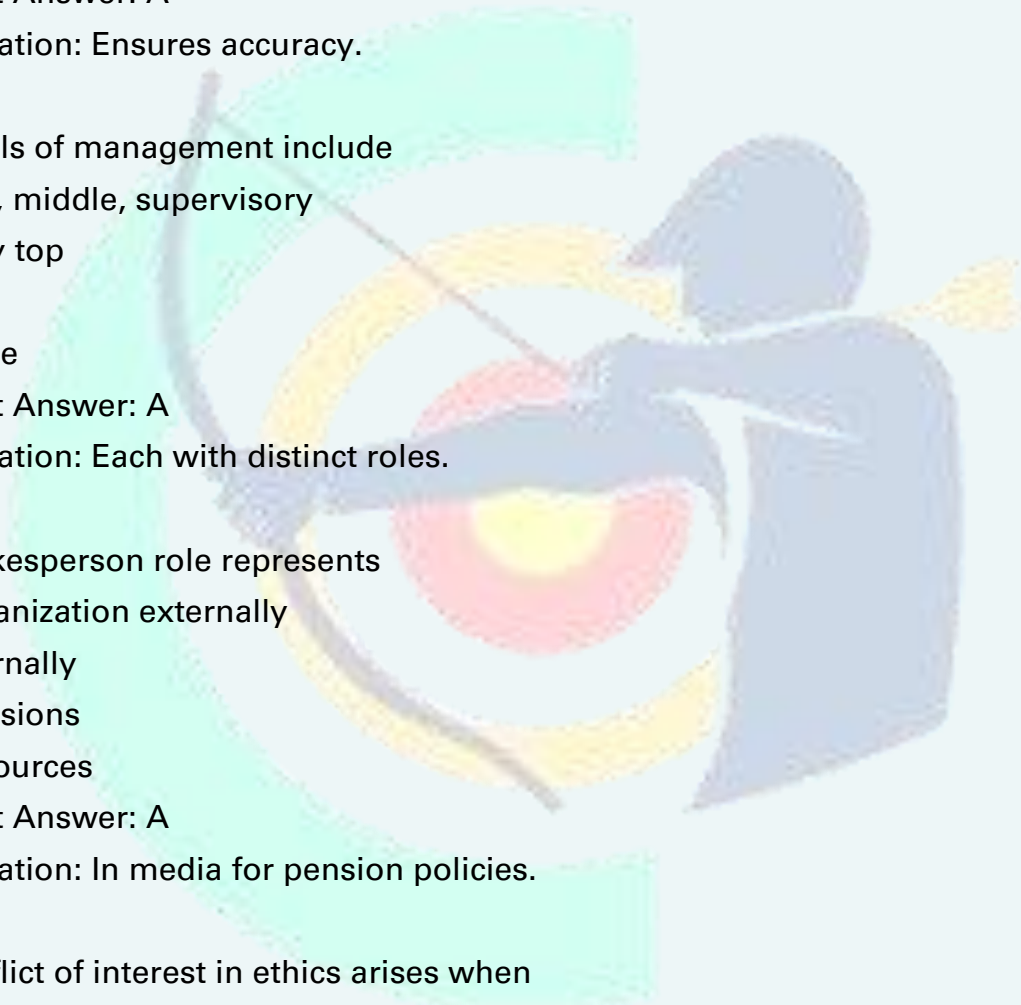 t Answer: A
ation: Ensures accuracy.
ls of management include
, middle, supervisory
y top
e
t Answer: A
ation: Each with distinct roles.
kesperson role represents
anization externally
rnally
sions
ources
t Answer: A
ation: In media for pension policies.
flict of interest in ethics arises when